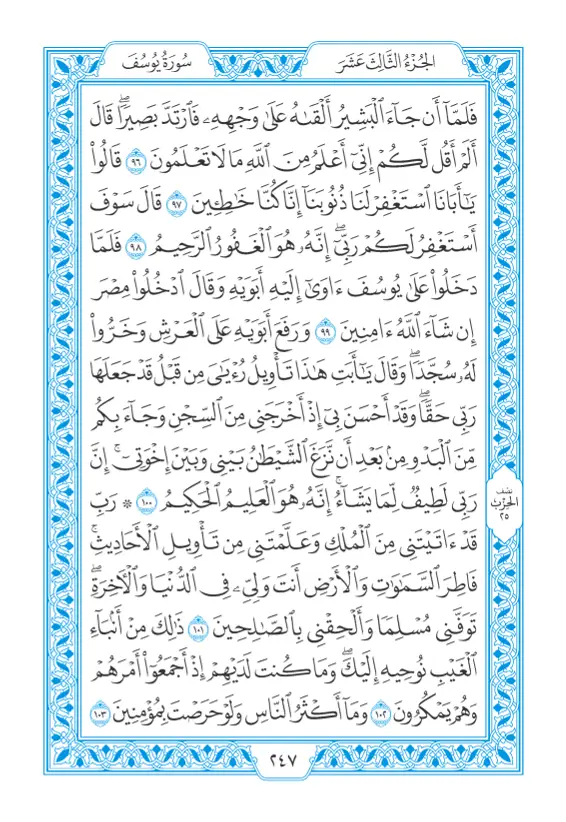 الجُزْءُ الثَّالِثَ عَشَرَ
سُورَةُ يُوسُفَ
فَلَمَّآ أَن جَآءَ ٱلْبَشِيرُ أَلْقَىٰهُ عَلَىٰ وَجْهِهِۦ فَٱرْتَدَّ بَصِيرًاۖ قَالَ
أَلَمْ أَقُل لَّكُمْ إِنِّىٓ أَعْلَمُ مِنَ ٱللَّهِ مَا لَا تَعْلَمُونَ ٩٦ قَالُوا۟
يَـٰٓأَبَانَا ٱسْتَغْفِرْ لَنَا ذُنُوبَنَآ إِنَّا كُنَّا خَـٰطِـِٔينَ ٩٧ قَالَ سَوْفَ
أَسْتَغْفِرُ لَكُمْ رَبِّىٓۖ إِنَّهُۥ هُوَ ٱلْغَفُورُ ٱلرَّحِيمُ ٩٨ فَلَمَّا
دَخَلُوا۟ عَلَىٰ يُوسُفَ ءَاوَىٰٓ إِلَيْهِ أَبَوَيْهِ وَقَالَ ٱدْخُلُوا۟ مِصْرَ
إِن شَآءَ ٱللَّهُ ءَامِنِينَ ٩٩ وَرَفَعَ أَبَوَيْهِ عَلَى ٱلْعَرْشِ وَخَرُّوا۟
لَهُۥ سُجَّدًاۖ وَقَالَ يَـٰٓأَبَتِ هَـٰذَا تَأْوِيلُ رُءْيَـٰىَ مِن قَبْلُ قَدْ جَعَلَهَا
رَبِّى حَقًّاۖ وَقَدْ أَحْسَنَ بِىٓ إِذْ أَخْرَجَنِى مِنَ ٱلسِّجْنِ وَجَآءَ بِكُم
مِّنَ ٱلْبَدْوِ مِنۢ بَعْدِ أَن نَّزَغَ ٱلشَّيْطَـٰنُ بَيْنِى وَبَيْنَ إِخْوَتِىٓۚ إِنَّ
رَبِّى لَطِيفٌ لِّمَا يَشَآءُۚ إِنَّهُۥ هُوَ ٱلْعَلِيمُ ٱلْحَكِيمُ ١٠٠ ۞ رَبِّ
قَدْ ءَاتَيْتَنِى مِنَ ٱلْمُلْكِ وَعَلَّمْتَنِى مِن تَأْوِيلِ ٱلْأَحَادِيثِۚ
فَاطِرَ ٱلسَّمَـٰوَٰتِ وَٱلْأَرْضِ أَنتَ وَلِىِّۦ فِى ٱلدُّنْيَا وَٱلْـَٔاخِرَةِۖ
تَوَفَّنِى مُسْلِمًا وَأَلْحِقْنِى بِٱلصَّـٰلِحِينَ ١٠١ ذَٰلِكَ مِنْ أَنۢبَآءِ
ٱلْغَيْبِ نُوحِيهِ إِلَيْكَۖ وَمَا كُنتَ لَدَيْهِمْ إِذْ أَجْمَعُوٓا۟ أَمْرَهُمْ
وَهُمْ يَمْكُرُونَ ١٠٢ وَمَآ أَكْثَرُ ٱلنَّاسِ وَلَوْ حَرَصْتَ بِمُؤْمِنِينَ ١٠٣
نصف
الحزب
٢٥
٢٤٧